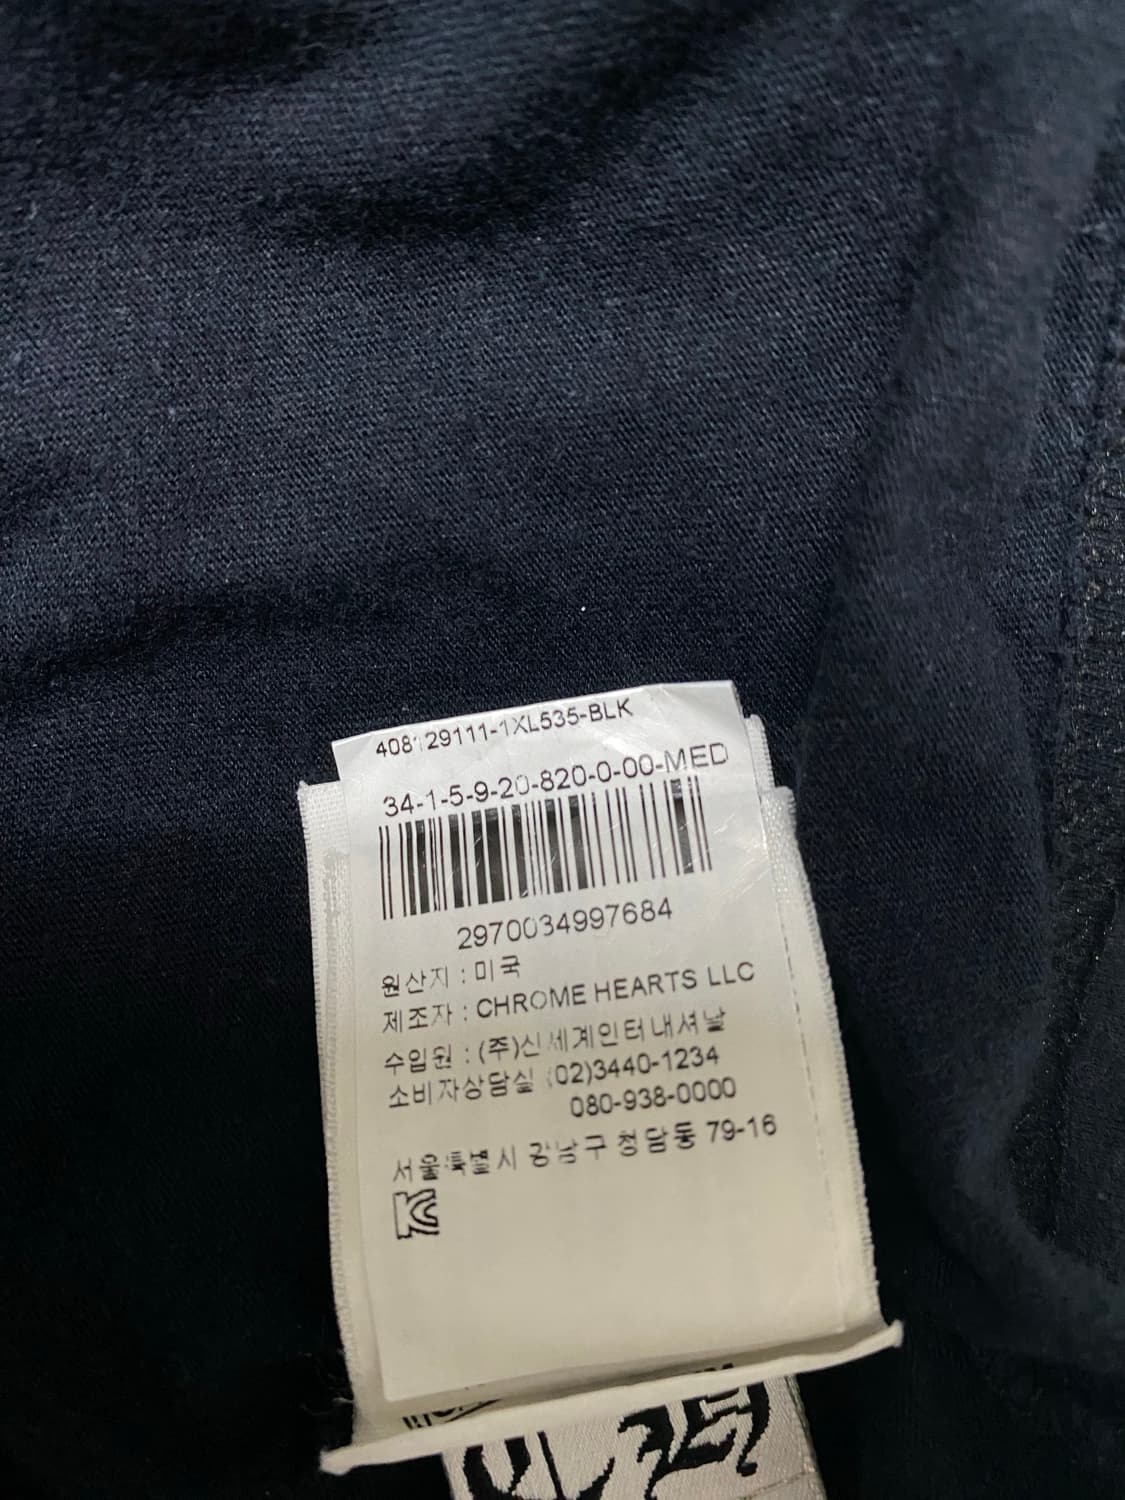 408129111-1XL535-BLK
34-1-5-9-20-820-0-00-MED
2970034997684
원산지 : 미국
제조자 : CHROME HEARTS LLC
수입원 : (주)신세계인터내셔날
소비자상담실 (02)3440-1234
080-938-0000
서울특별시 강남구 청담동 79-16